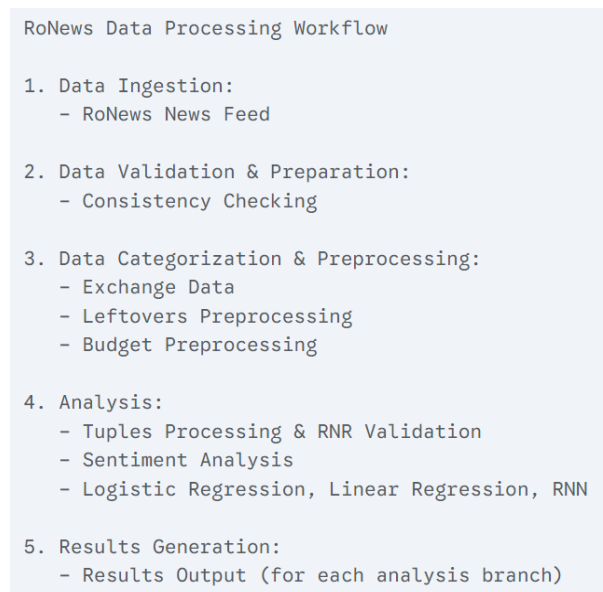 RoNews Data Processing Workflow
1. Data Ingestion:
– RoNews News Feed
2. Data Validation & Preparation:
– Consistency Checking
3. Data Categorization & Preprocessing:
– Exchange Data
– Leftovers Preprocessing
– Budget Preprocessing
4. Analysis:
– Tuples Processing & RNR Validation
– Sentiment Analysis
– Logistic Regression, Linear Regression, RNN
5. Results Generation:
– Results Output (for each analysis branch)